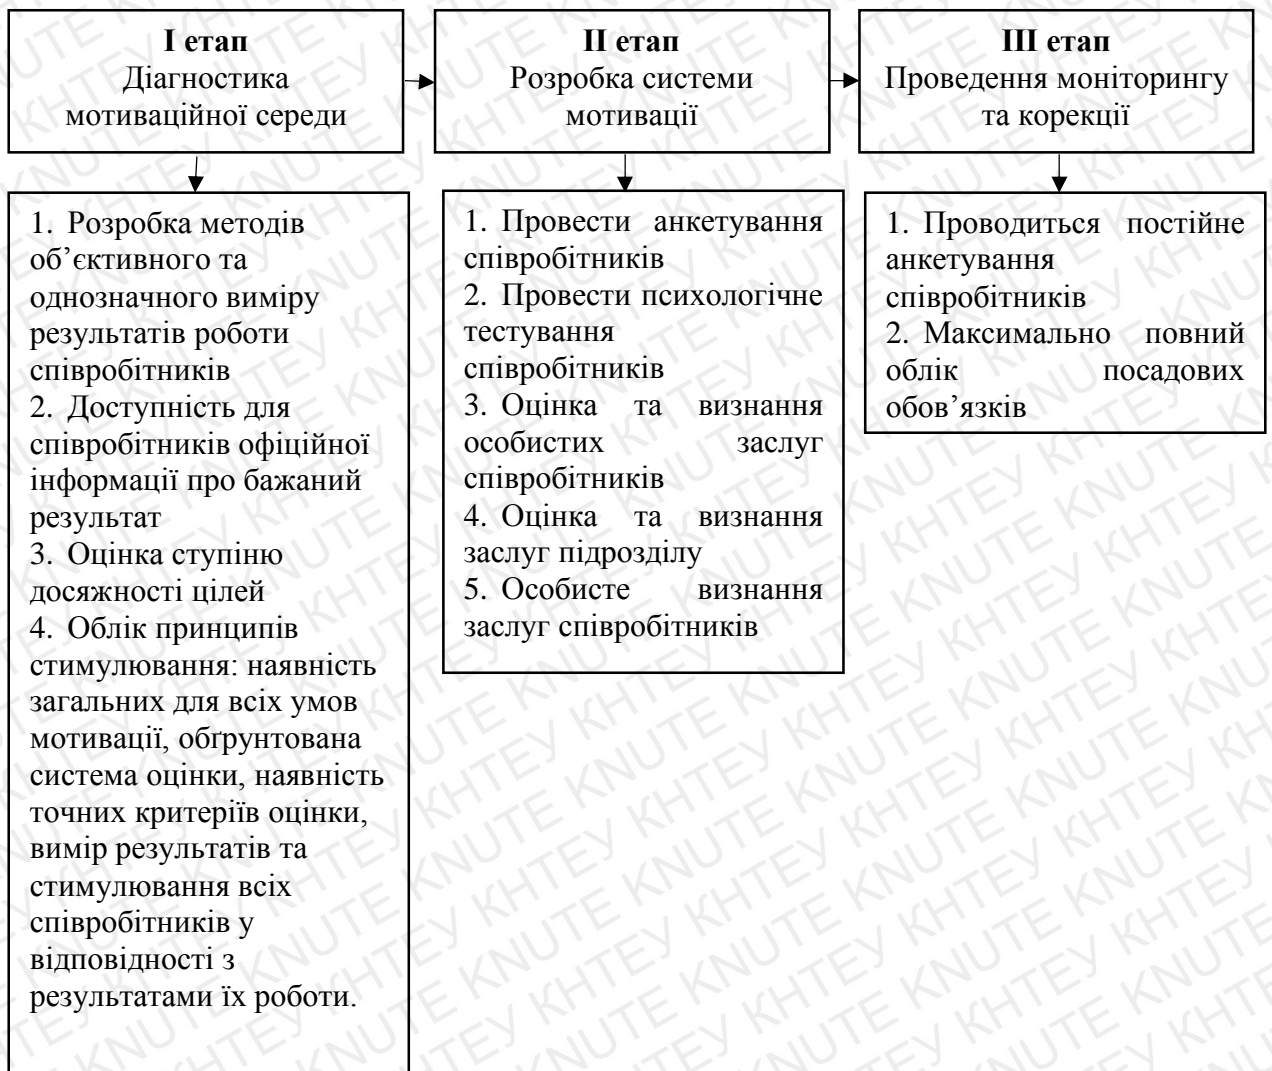 I етап
Діагностика
мотиваційної середи
II етап
Розробка системи
мотивації
III етап
Проведення моніторингу
та корекції
1. Розробка методів
об’єктивного та
однозначного виміру
результатів роботи
співробітників
2. Доступність для
співробітників офіційної
інформації про бажаний
результат
3. Оцінка ступіню
досяжності цілей
4. Облік принципів
стимулювання: наявність
загальних для всіх умов
мотивації, обґрунтована
система оцінки, наявність
точних критеріїв оцінки,
вимір результатів та
стимулювання всіх
співробітників у
відповідності з
результатами їх роботи.
1. Провести анкетування
співробітників
2. Провести психологічне
тестування
співробітників
3. Оцінка та визнання
особистих заслуг
співробітників
4. Оцінка та визнання
заслуг підрозділу
5. Особисте визнання
заслуг співробітників
1. Проводиться постійне
анкетування
співробітників
2. Максимально повний
облік посадових
обов’язків